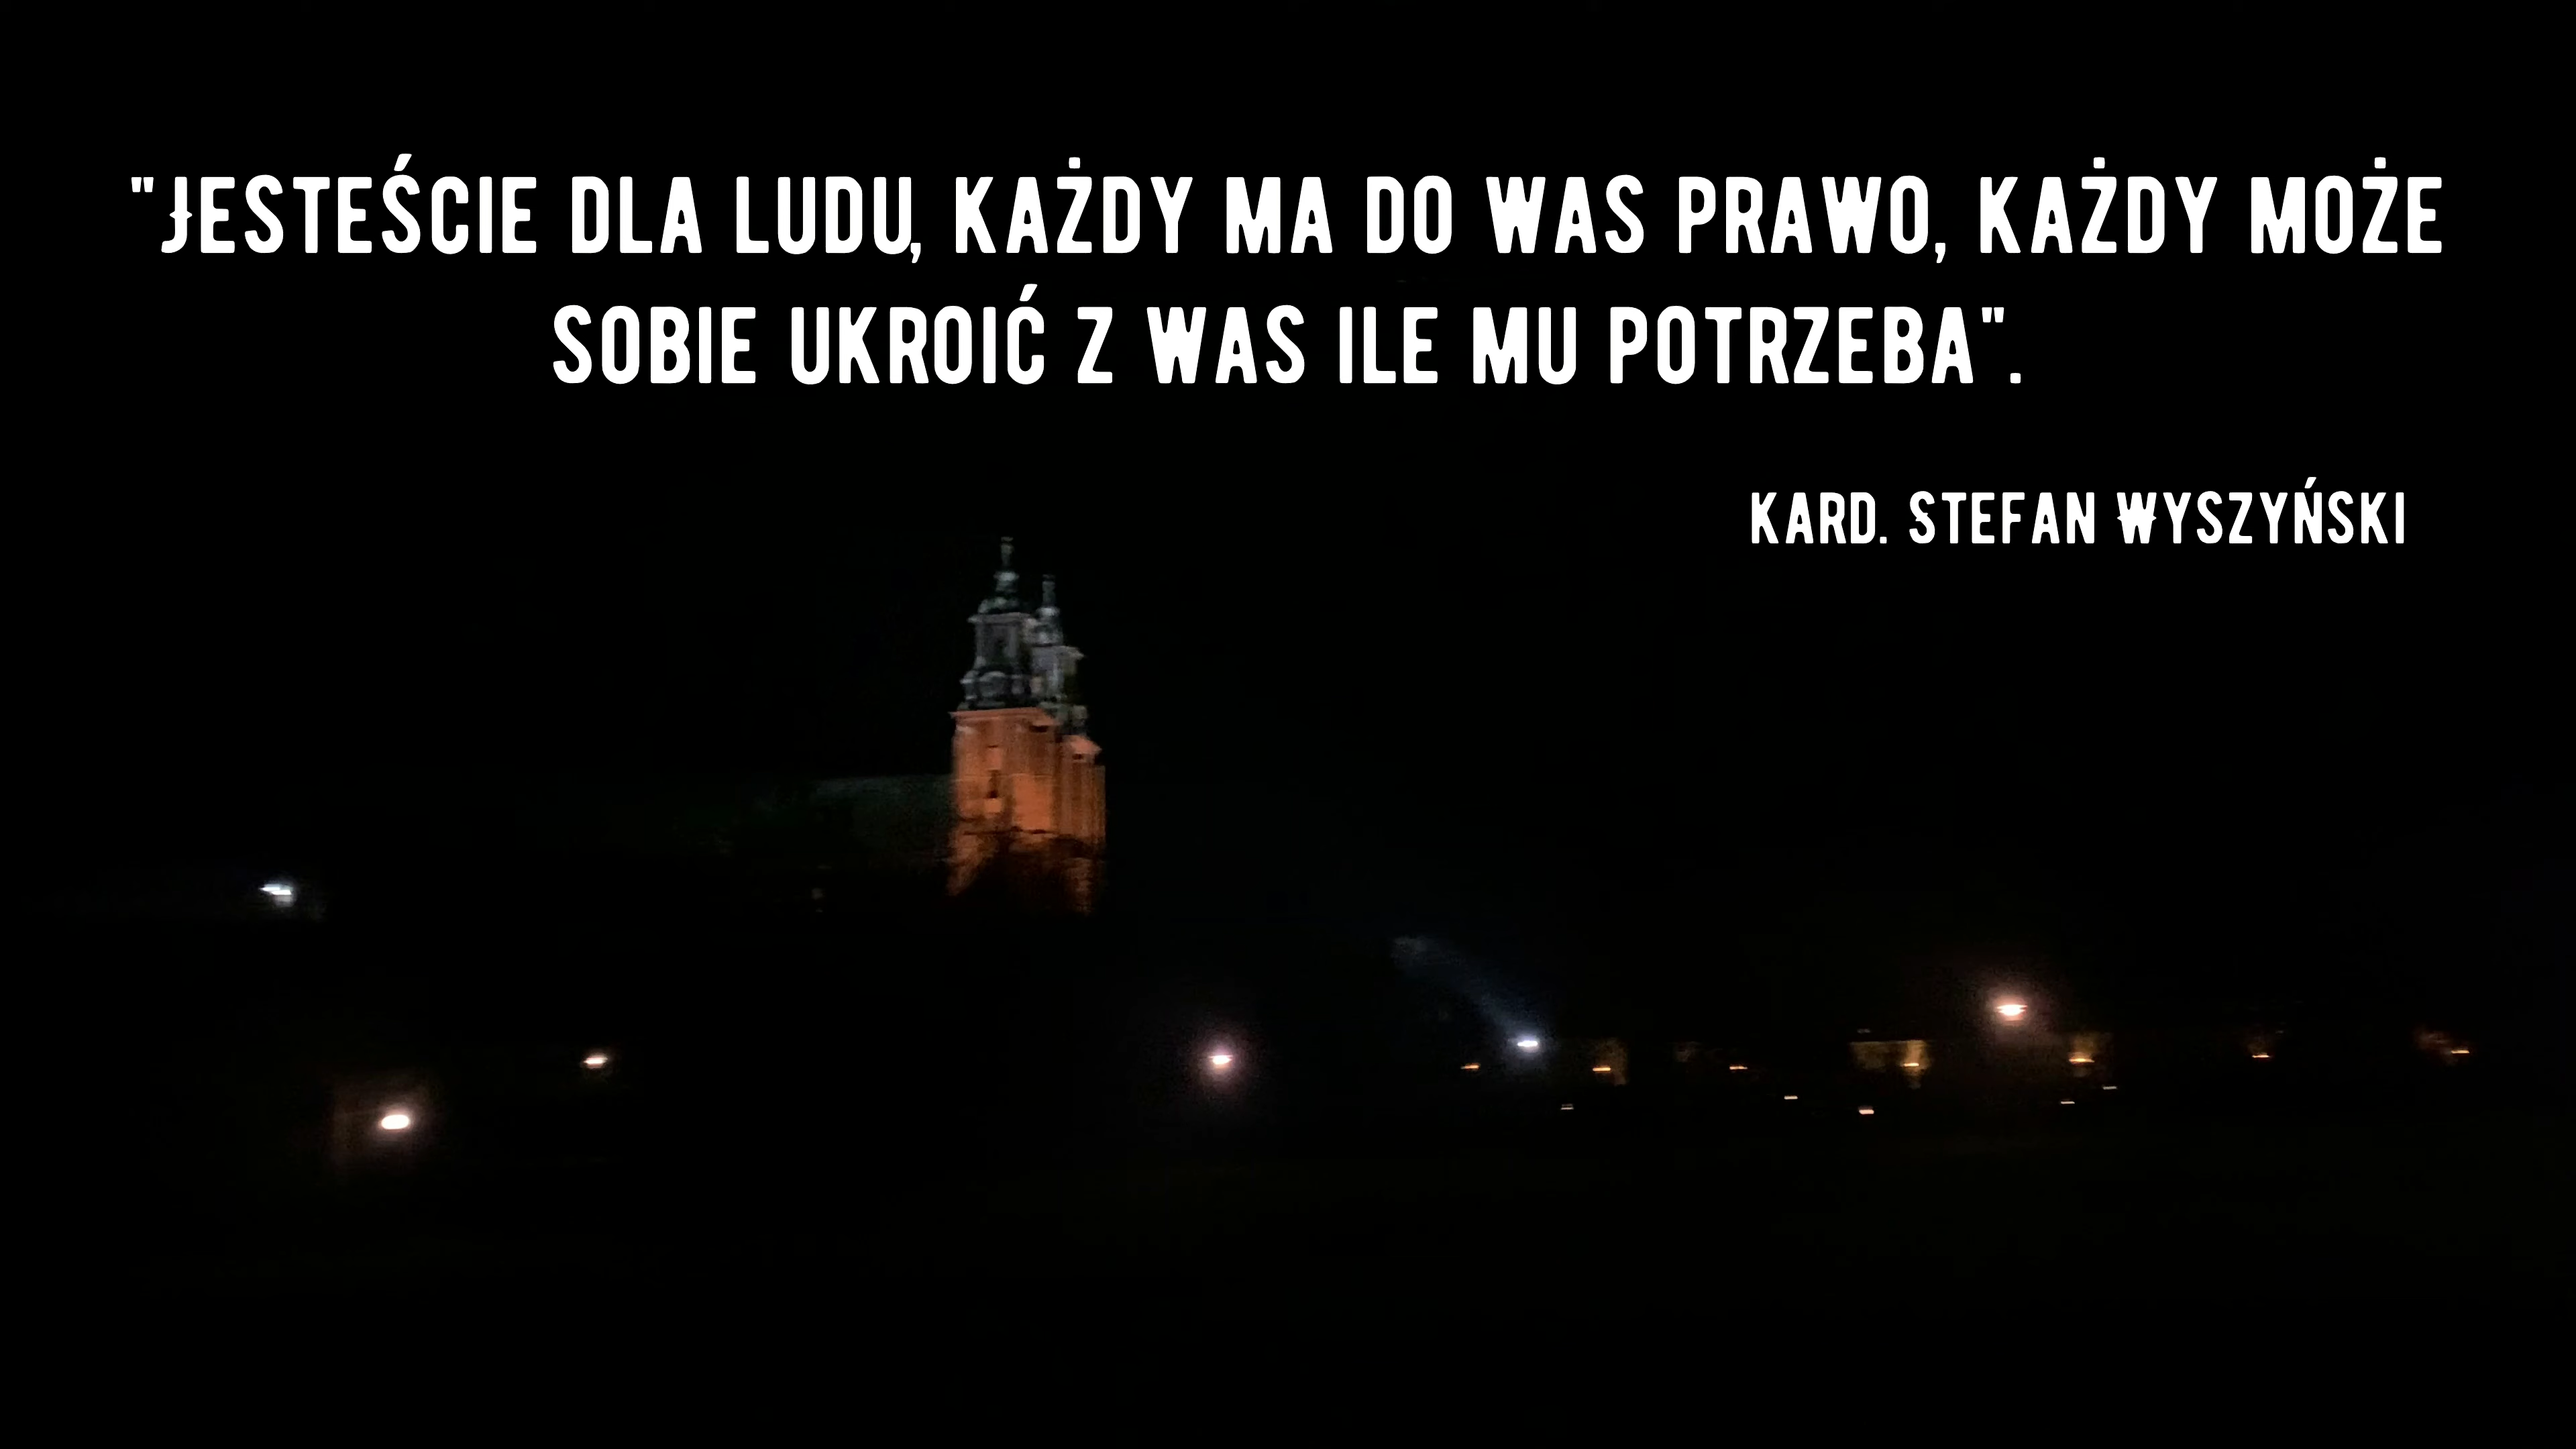 "Jesteście dla ludu, każdy ma do was prawo, każdy może
sobie ukroić z was ile mu potrzeba".
kard. Stefan Wyszyński